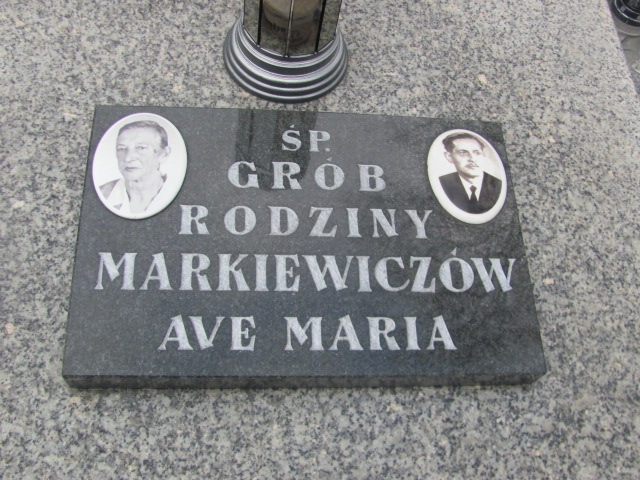 ŚP.
GRÓB
RODZINY
MARKIEWICZÓW
AVE MARIA